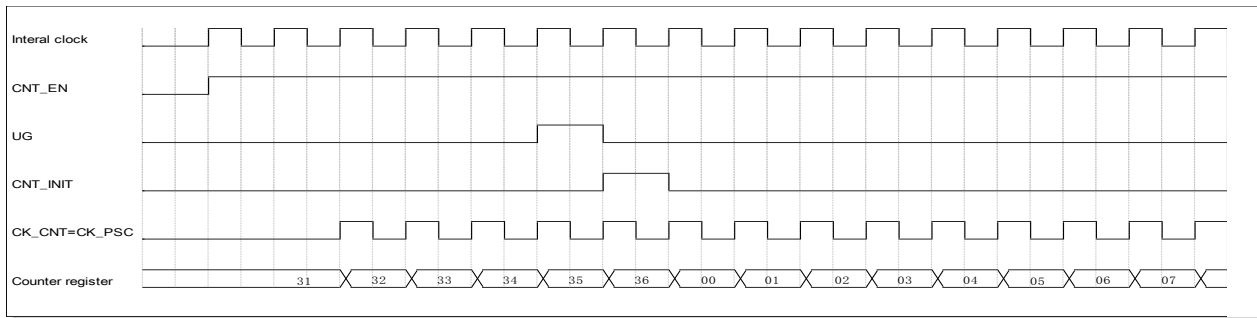 Interal clock
CNT_EN
UG
CNT_INIT
CK_CNT=CK_PSC
Counter register 31 32 33 34 35 36 00 01 02 03 04 05 06 07